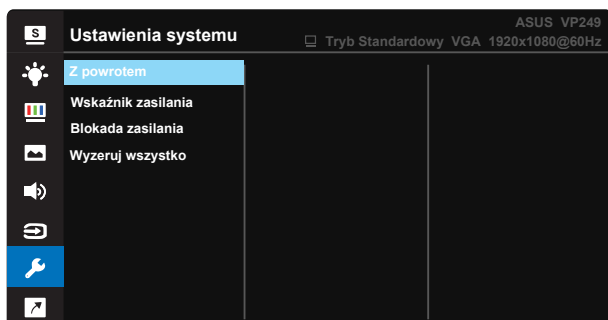 S
ASUS VP249
Ustawienia systemu
Tryb Standardowy VGA 1920x1080@60Hz
Z powrotem
Wskaźnik zasilania
Blokada zasilania
Wyzeruj wszystko